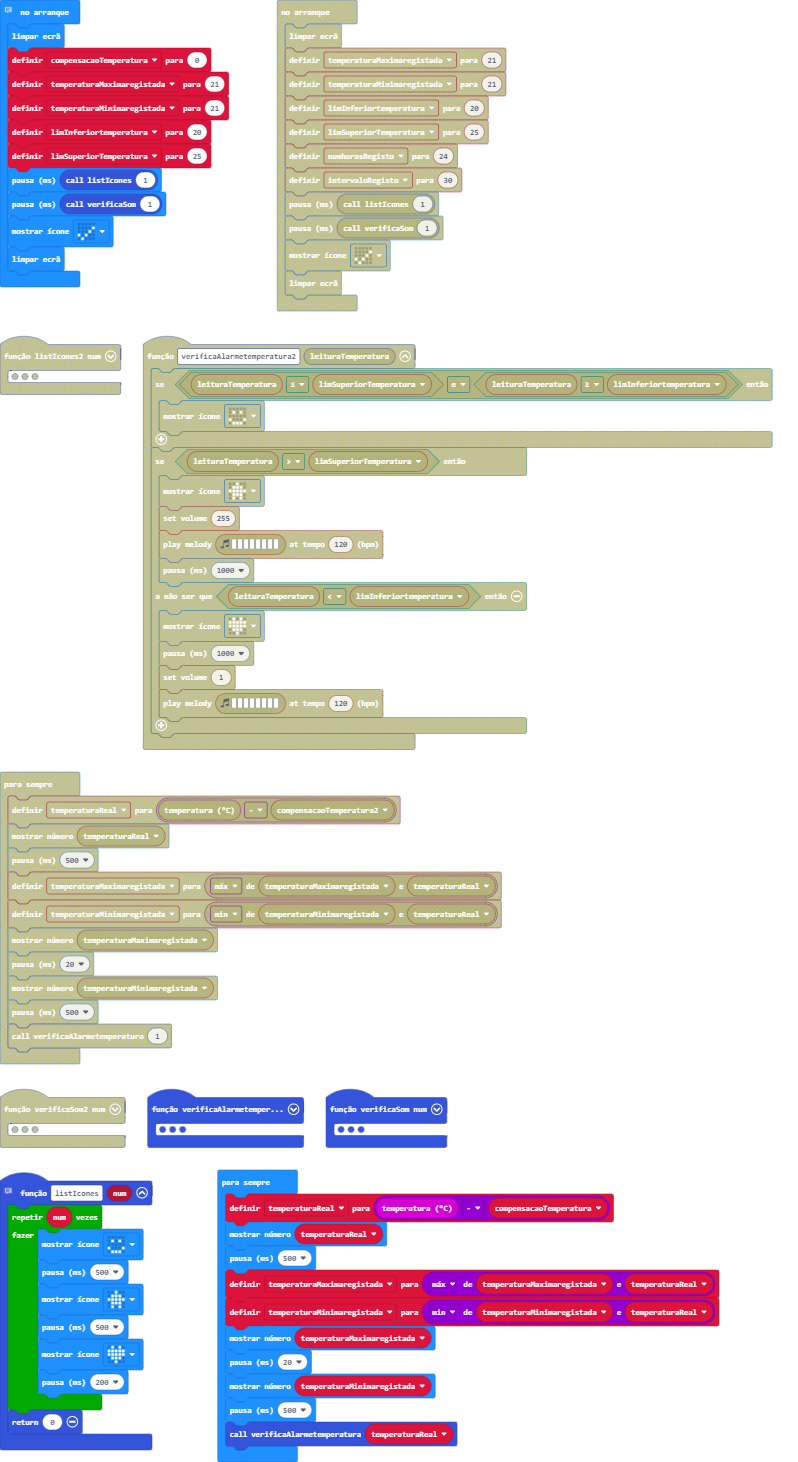 no arranque
limpar ecrã
definir compensacaoTemperatura para 0
definir temperaturaMaximaregistada para 21
definir temperaturaMinimaregistada para 21
definir limInferiortemperatura para 20
definir limSuperiorTemperatura para 25
pausa (ms) call listIcones 1
pausa (ms) call verificaSom 1
mostrar ícone
limpar ecrã
no arranque
limpar ecrã
definir temperaturaMaximaregistada para 21
definir temperaturaMinimaregistada para 21
definir limInferiortemperatura para 20
definir limSuperiorTemperatura para 25
definir numhorasRegisto para 24
definir intervaloRegisto para 30
pausa (ms) call listIcones 1
pausa (ms) call verificaSom 1
mostrar ícone
limpar ecrã
função listIcones2 num
função verificaAlarmetemperatura2 leituraTemperatura
se leituraTemperatura ≤ limSuperiorTemperatura e leituraTemperatura ≥ limInferiortemperatura então
mostrar ícone
se leituraTemperatura > limSuperiorTemperatura então
mostrar ícone
set volume 255
play melody at tempo 120 (bpm)
pausa (ms) 1000
a não ser que leituraTemperatura < limInferiortemperatura então
mostrar ícone
pausa (ms) 1000
set volume 1
play melody at tempo 120 (bpm)
para sempre
definir temperaturaReal para temperatura (°C) - compensacaoTemperatura2
mostrar número temperaturaReal
pausa (ms) 500
definir temperaturaMaximaregistada para máx de temperaturaMaximaregistada e temperaturaReal
definir temperaturaMinimaregistada para min de temperaturaMinimaregistada e temperaturaReal
mostrar número temperaturaMaximaregistada
pausa (ms) 20
mostrar número temperaturaMinimaregistada
pausa (ms) 500
call verificaAlarmetemperatura 1
função verificaSom2 num
função verificaAlarmetemper...
função verificaSom num
função listIcones num
repetir num vezes
fazer
mostrar ícone
pausa (ms) 500
mostrar ícone
pausa (ms) 500
mostrar ícone
pausa (ms) 200
return 0
para sempre
definir temperaturaReal para temperatura (°C) - compensacaoTemperatura
mostrar número temperaturaReal
pausa (ms) 500
definir temperaturaMaximaregistada para máx de temperaturaMaximaregistada e temperaturaReal
definir temperaturaMinimaregistada para min de temperaturaMinimaregistada e temperaturaReal
mostrar número temperaturaMaximaregistada
pausa (ms) 20
mostrar número temperaturaMinimaregistada
pausa (ms) 500
call verificaAlarmetemperatura temperaturaReal